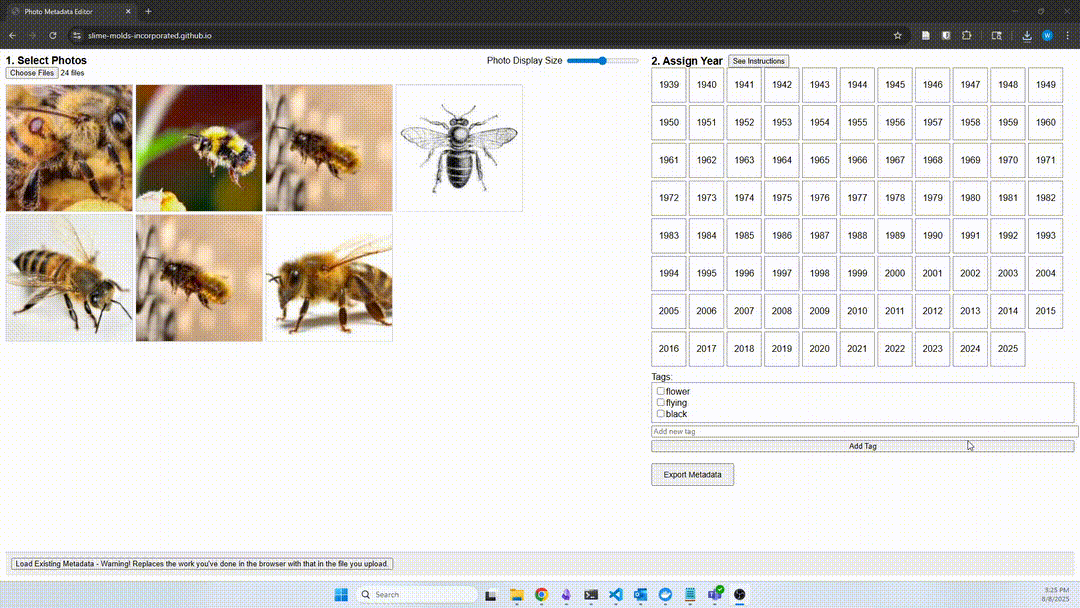 Photo Metadata Editor
slime-molds-incorporated.github.io
1. Select Photos
Choose Files 24 files
Photo Display Size
2. Assign Year See Instructions
1939 1940 1941 1942 1943 1944 1945 1946 1947 1948 1949
1950 1951 1952 1953 1954 1955 1956 1957 1958 1959 1960
1961 1962 1963 1964 1965 1966 1967 1968 1969 1970 1971
1972 1973 1974 1975 1976 1977 1978 1979 1980 1981 1982
1983 1984 1985 1986 1987 1988 1989 1990 1991 1992 1993
1994 1995 1996 1997 1998 1999 2000 2001 2002 2003 2004
2005 2006 2007 2008 2009 2010 2011 2012 2013 2014 2015
2016 2017 2018 2019 2020 2021 2022 2023 2024 2025
Tags:
flower
flying
black
Add new tag
Add Tag
Export Metadata
Load Existing Metadata - Warning! Replaces the work you've done in the browser with that in the file you upload.
Search
3:25 PM
8/8/2025
W